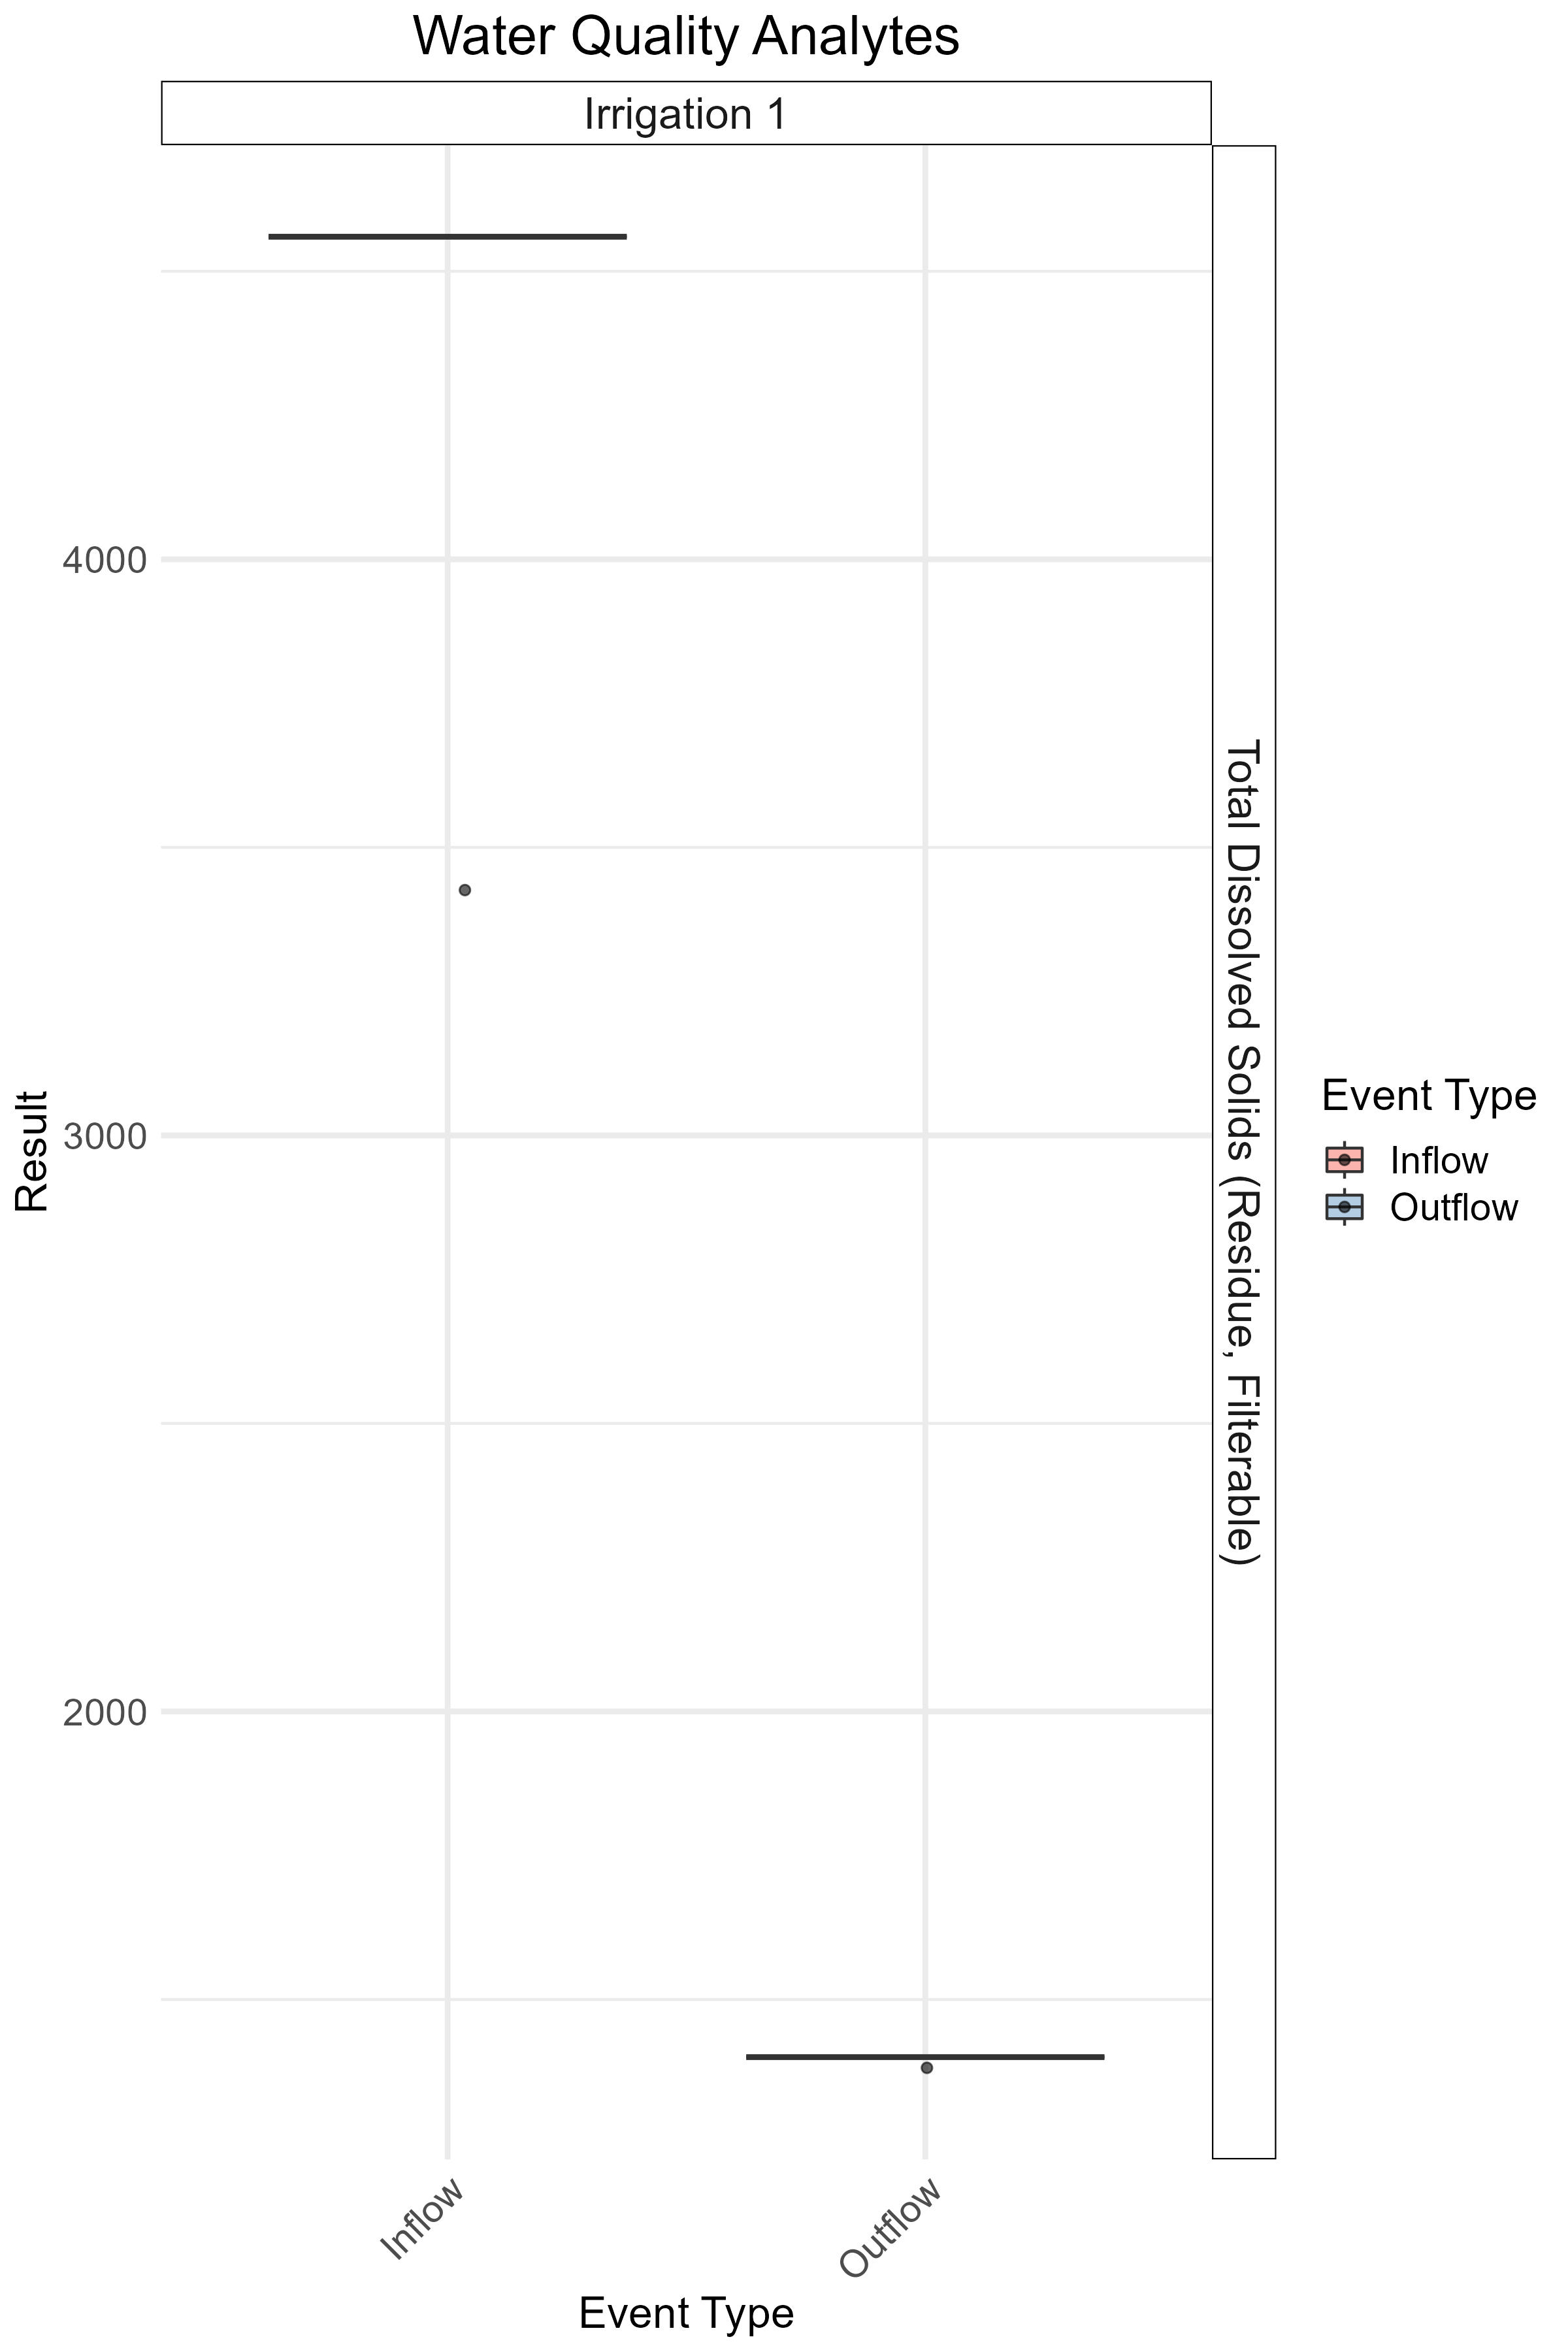 Water Quality Analytes
Irrigation 1
Total Dissolved Solids (Residue, Filterable)
Result
4000
3000
2000
Inflow
Outflow
Event Type
Event Type
Inflow
Outflow